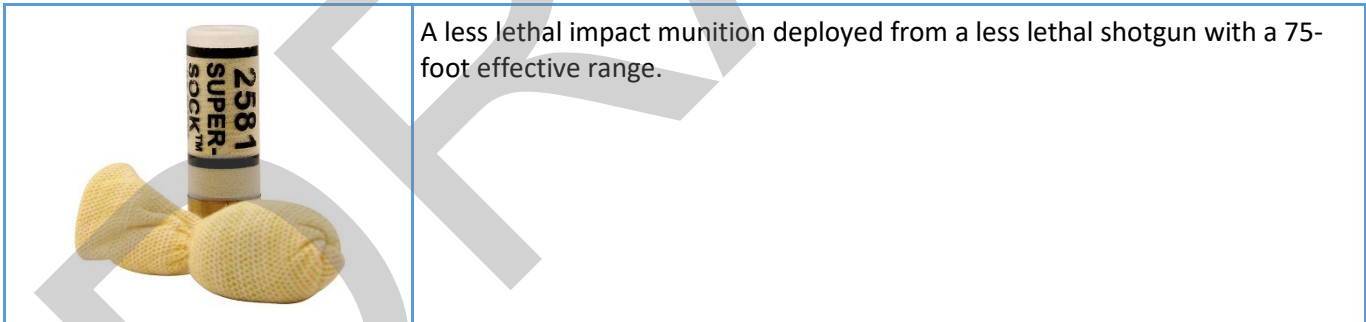 2581
SUPER-
SOCK™
A less lethal impact munition deployed from a less lethal shotgun with a 75-
foot effective range.